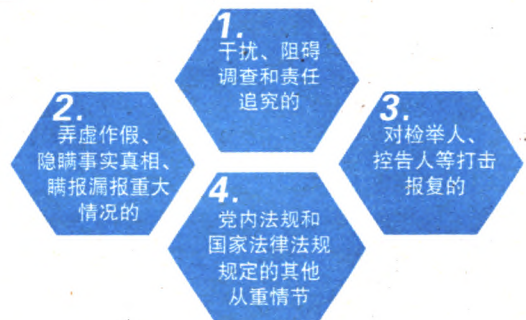 1.
干扰、阻碍
调查和责任
追究的
2.
弄虚作假、
隐瞒事实真相、
瞒报漏报重大
情况的
3.
对检举人、
控告人等打击
报复的
4.
党内法规和
国家法律法规
规定的其他
从重情节